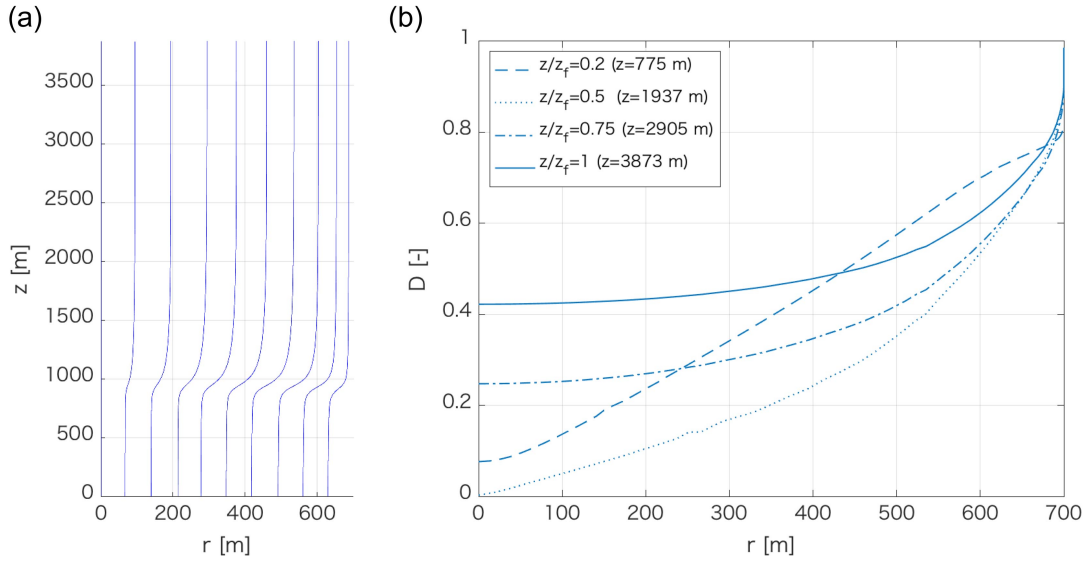 (a)
(b)
3500
3000
2500
2000
1500
1000
500
0
z [m]
0
200
400
600
r [m]
1
0.8
0.6
0.4
0.2
0
D [-]
z/z_f=0.2 (z=775 m)
z/z_f=0.5 (z=1937 m)
z/z_f=0.75 (z=2905 m)
z/z_f=1 (z=3873 m)
0
100
200
300
400
500
600
700
r [m]